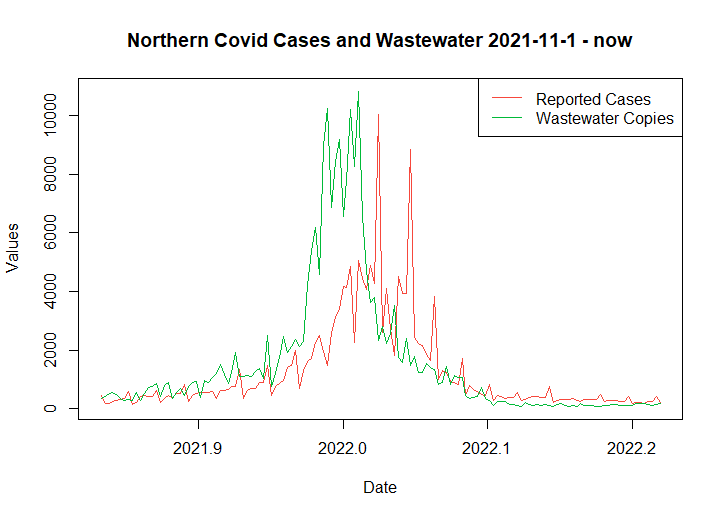 Northern Covid Cases and Wastewater 2021-11-1 - now
Reported Cases
Wastewater Copies
Values
10000
8000
6000
4000
2000
0
2021.9
2022.0
2022.1
2022.2
Date